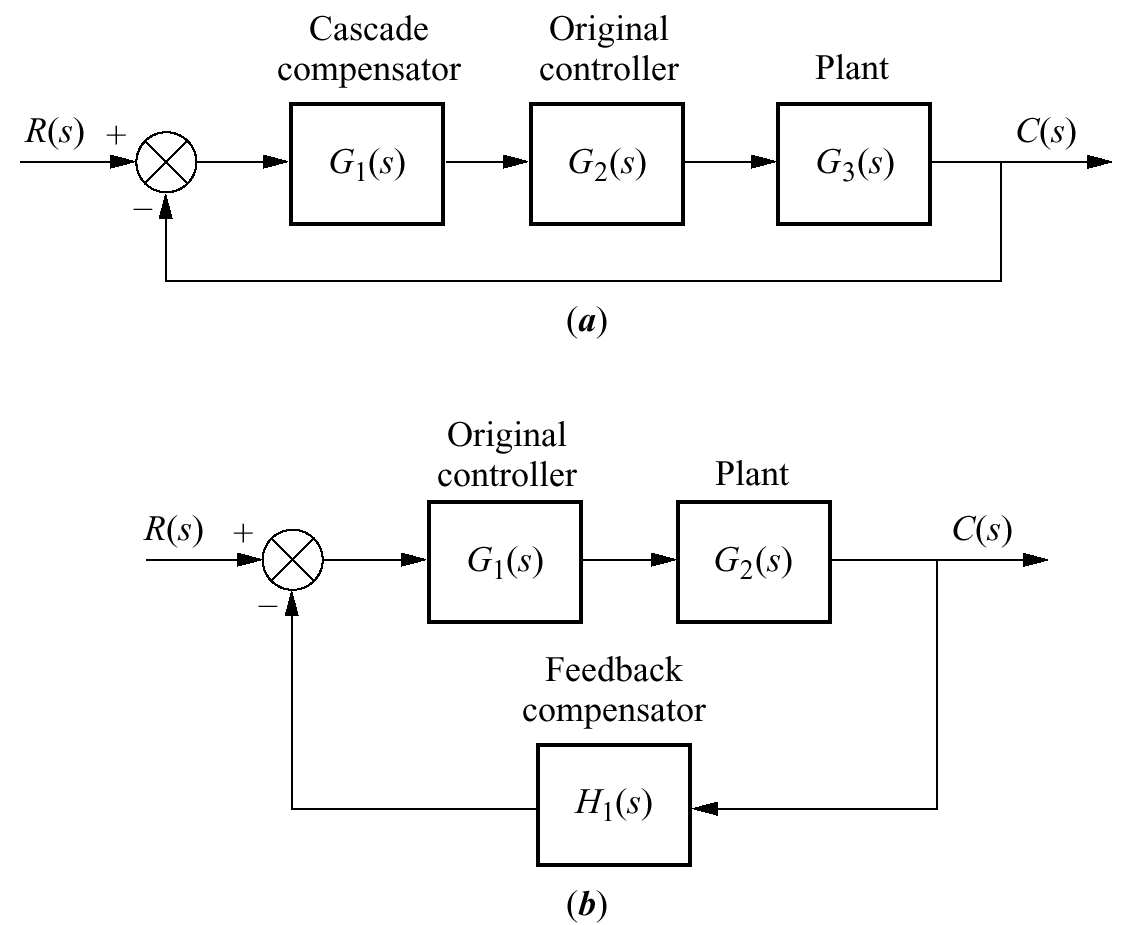 Cascade
compensator
Original
controller
Plant
R(s) +
G₁(s)
G₂(s)
G₃(s)
C(s)
−
(a)
Original
controller
Plant
R(s) +
G₁(s)
G₂(s)
C(s)
−
Feedback
compensator
H₁(s)
(b)